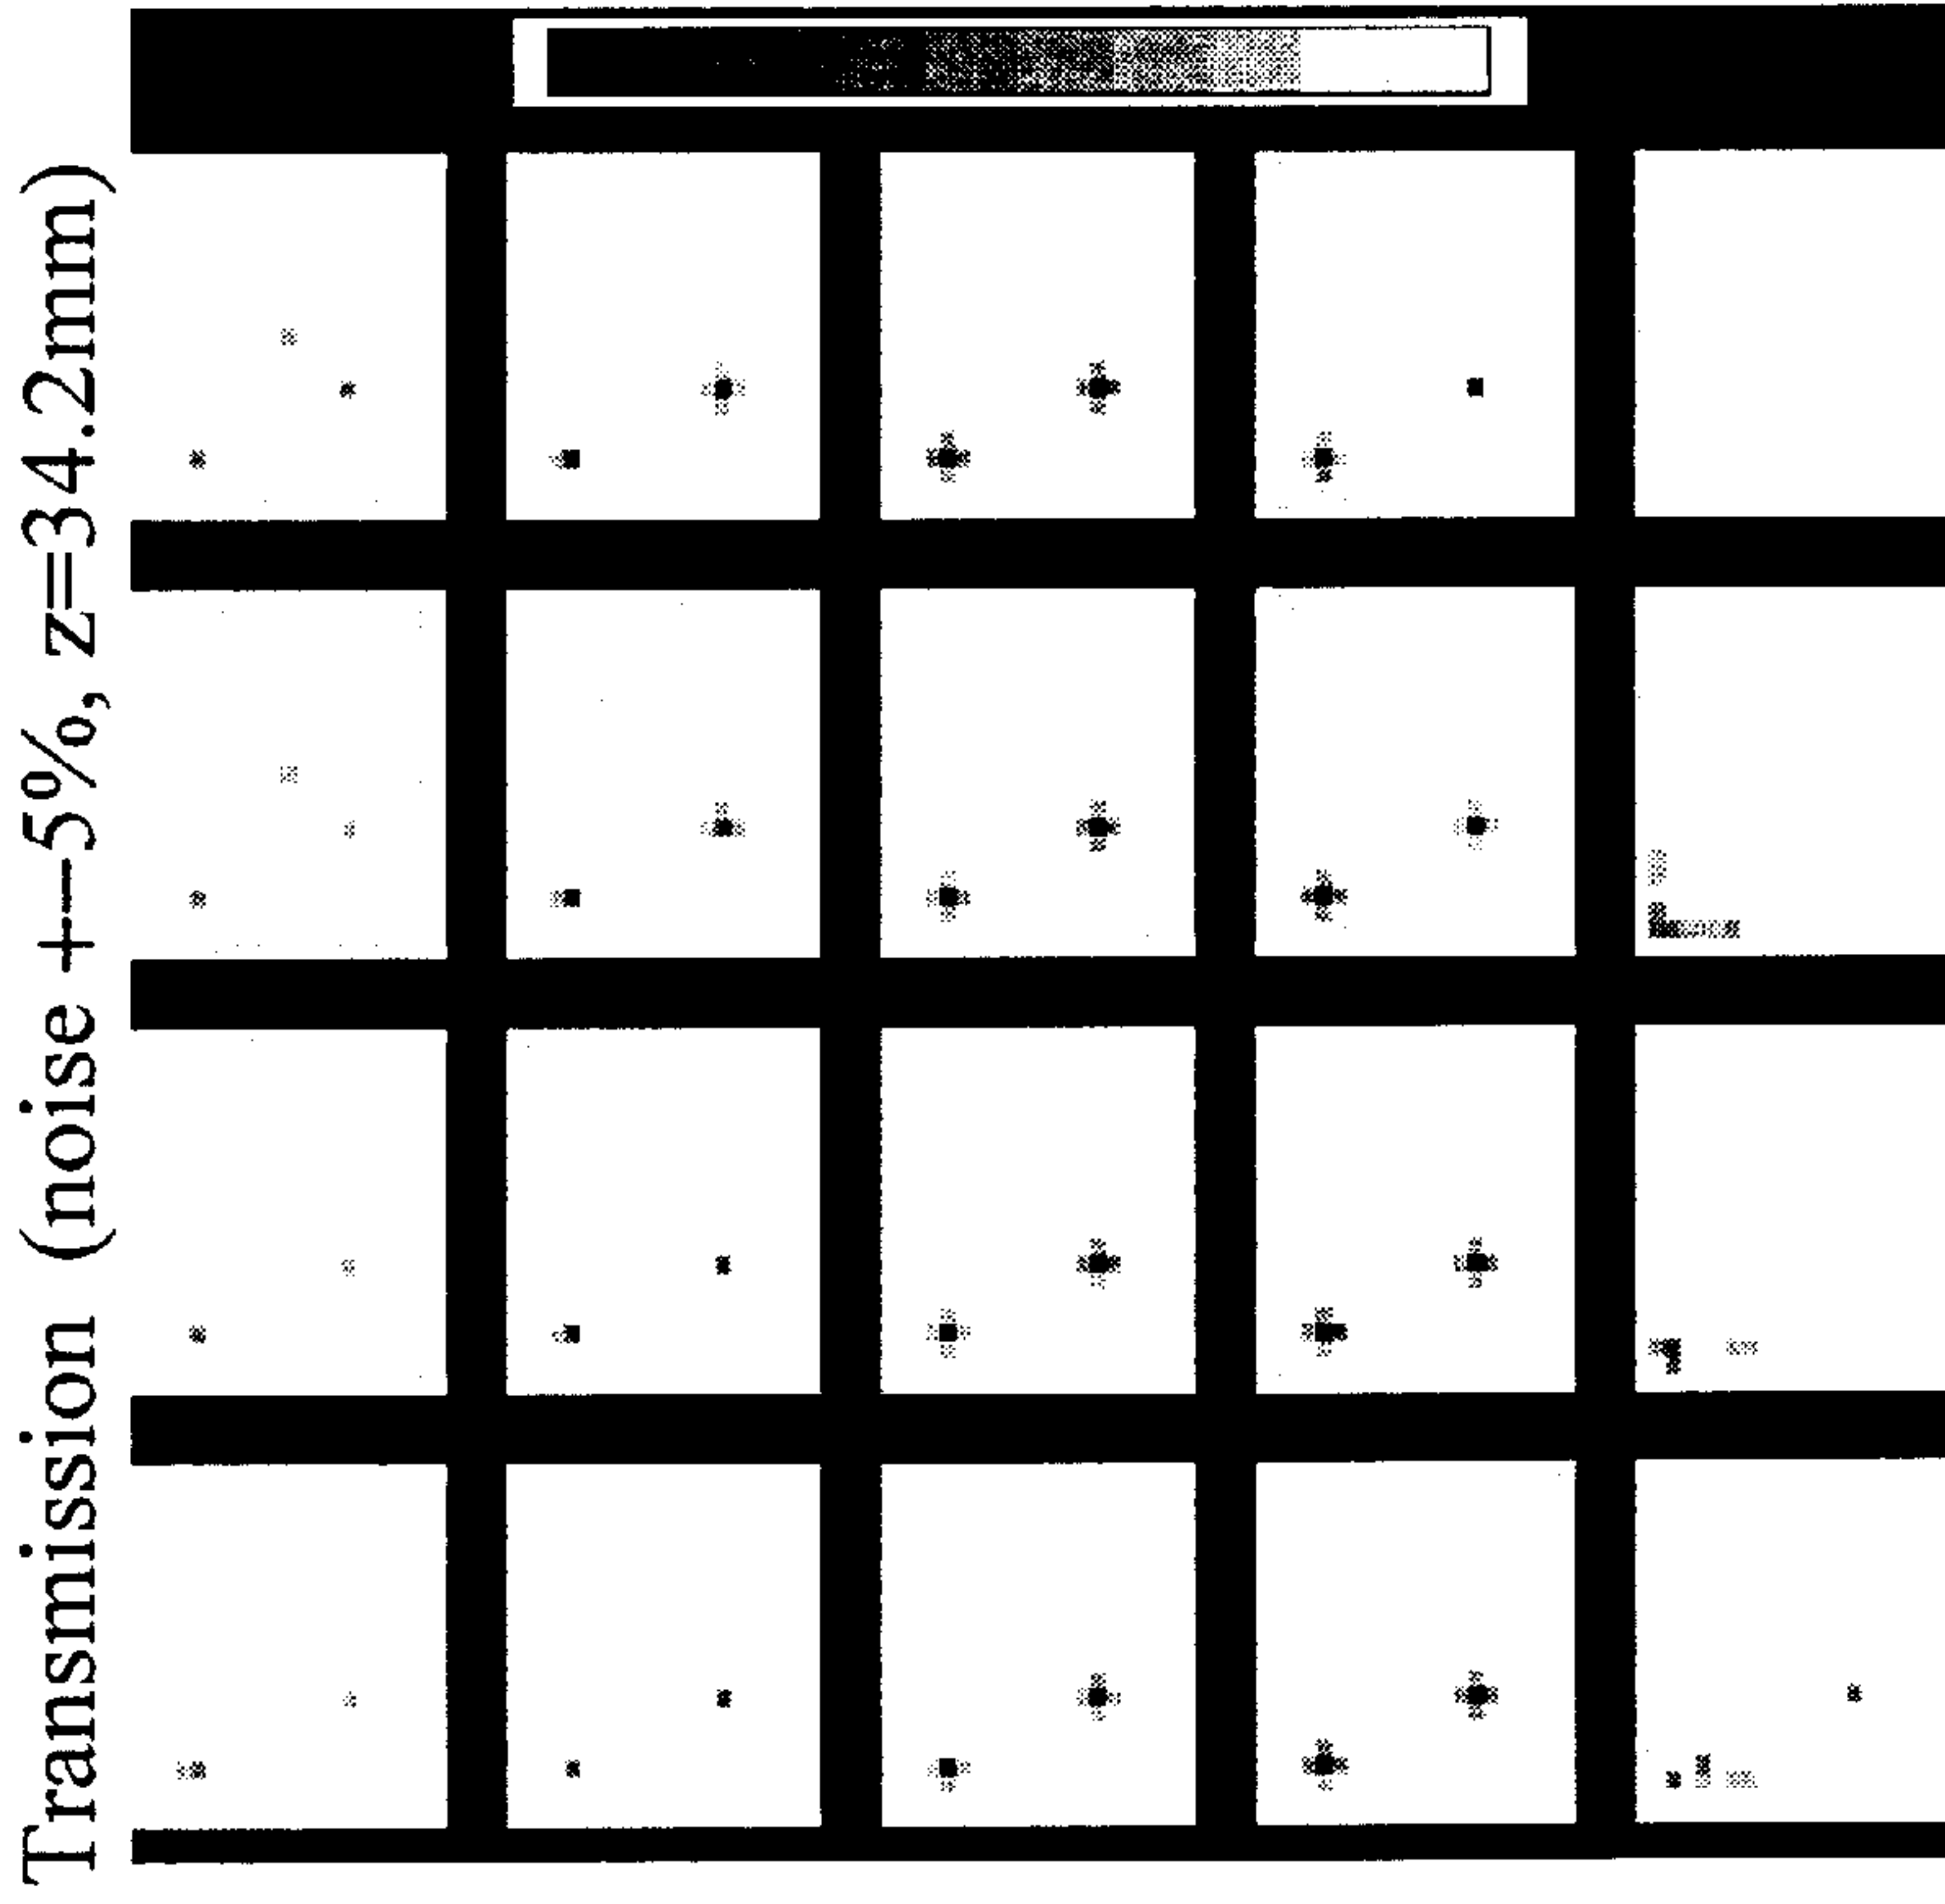 Transmission (noise +-5%, z=34.2mm)